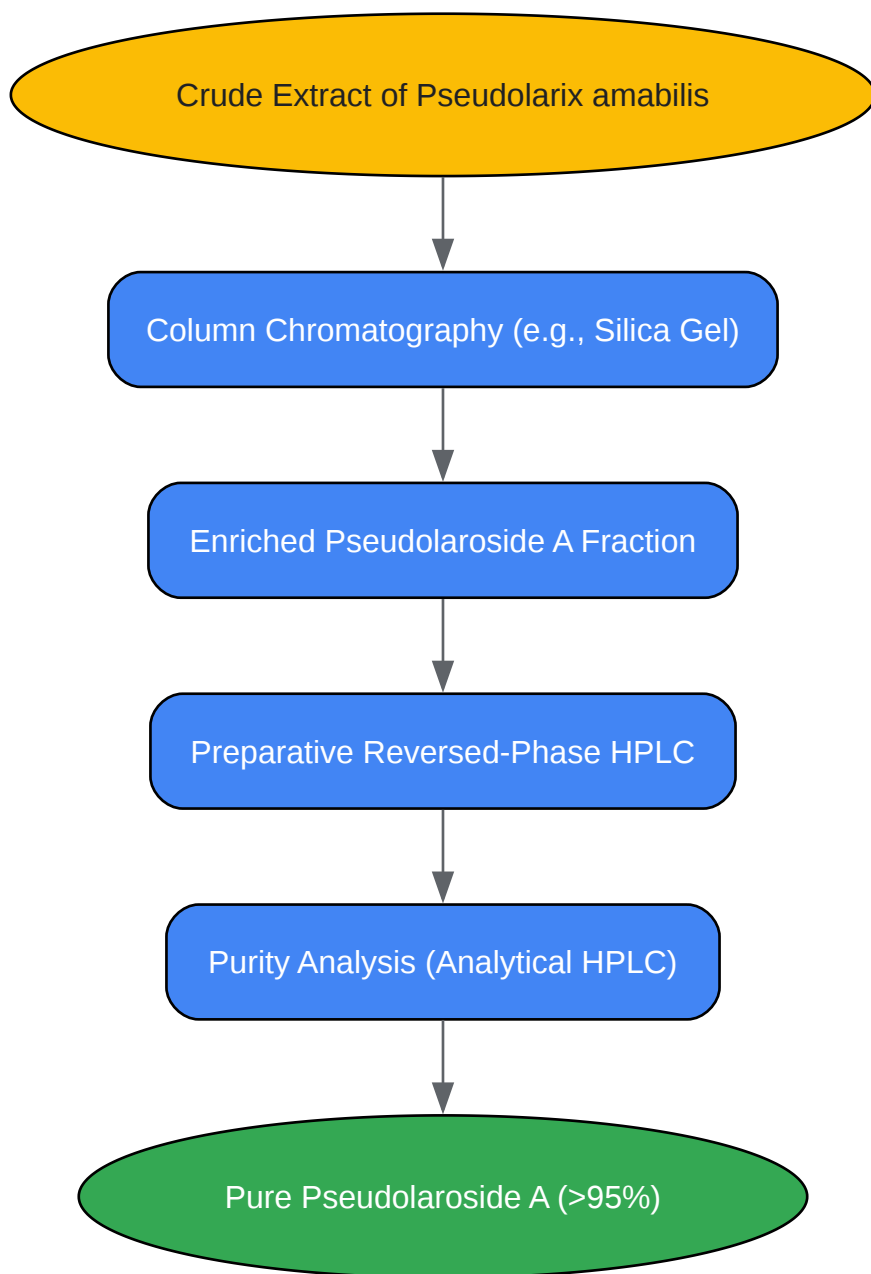 Crude Extract of Pseudolarix amabilis
Column Chromatography (e.g., Silica Gel)
Enriched Pseudolaroside A Fraction
Preparative Reversed-Phase HPLC
Purity Analysis (Analytical HPLC)
Pure Pseudolaroside A (>95%)